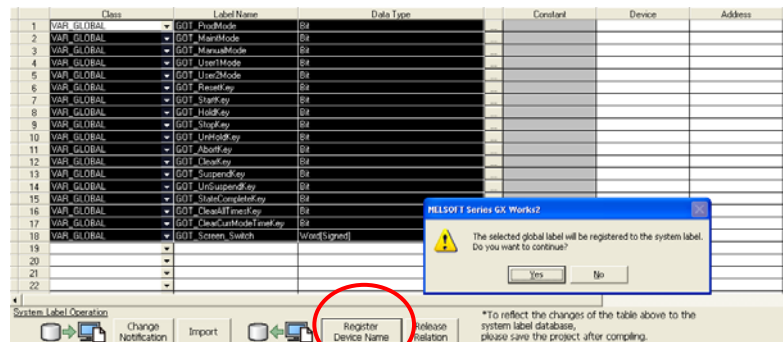 Class Label Name Data Type Constant Device Address
1 VAR_GLOBAL GOT_ProdMode Bit ...
2 VAR_GLOBAL GOT_MaintMode Bit ...
3 VAR_GLOBAL GOT_ManualMode Bit ...
4 VAR_GLOBAL GOT_User1Mode Bit ...
5 VAR_GLOBAL GOT_User2Mode Bit ...
6 VAR_GLOBAL GOT_ResetKey Bit ...
7 VAR_GLOBAL GOT_StartKey Bit ...
8 VAR_GLOBAL GOT_HoldKey Bit ...
9 VAR_GLOBAL GOT_StopKey Bit ...
10 VAR_GLOBAL GOT_UnHoldKey Bit ...
11 VAR_GLOBAL GOT_AbortKey Bit ...
12 VAR_GLOBAL GOT_ClearKey Bit ...
13 VAR_GLOBAL GOT_SuspendKey Bit ...
14 VAR_GLOBAL GOT_UnSuspendKey Bit ...
15 VAR_GLOBAL GOT_StateCompleteKey Bit
16 VAR_GLOBAL GOT_ClearAllTimesKey Bit
17 VAR_GLOBAL GOT_ClearCurrModeTimeKey Bit
18 VAR_GLOBAL GOT_Screen_Switch Word[Signed]
19
20
21
22
MELSOFT Series GX Works2
The selected global label will be registered to the system label.
Do you want to continue?
Yes No
System Label Operation
Change Notification
Import
Register Device Name
Release Relation
*To reflect the changes of the table above to the
system label database,
please save the project after compiling.